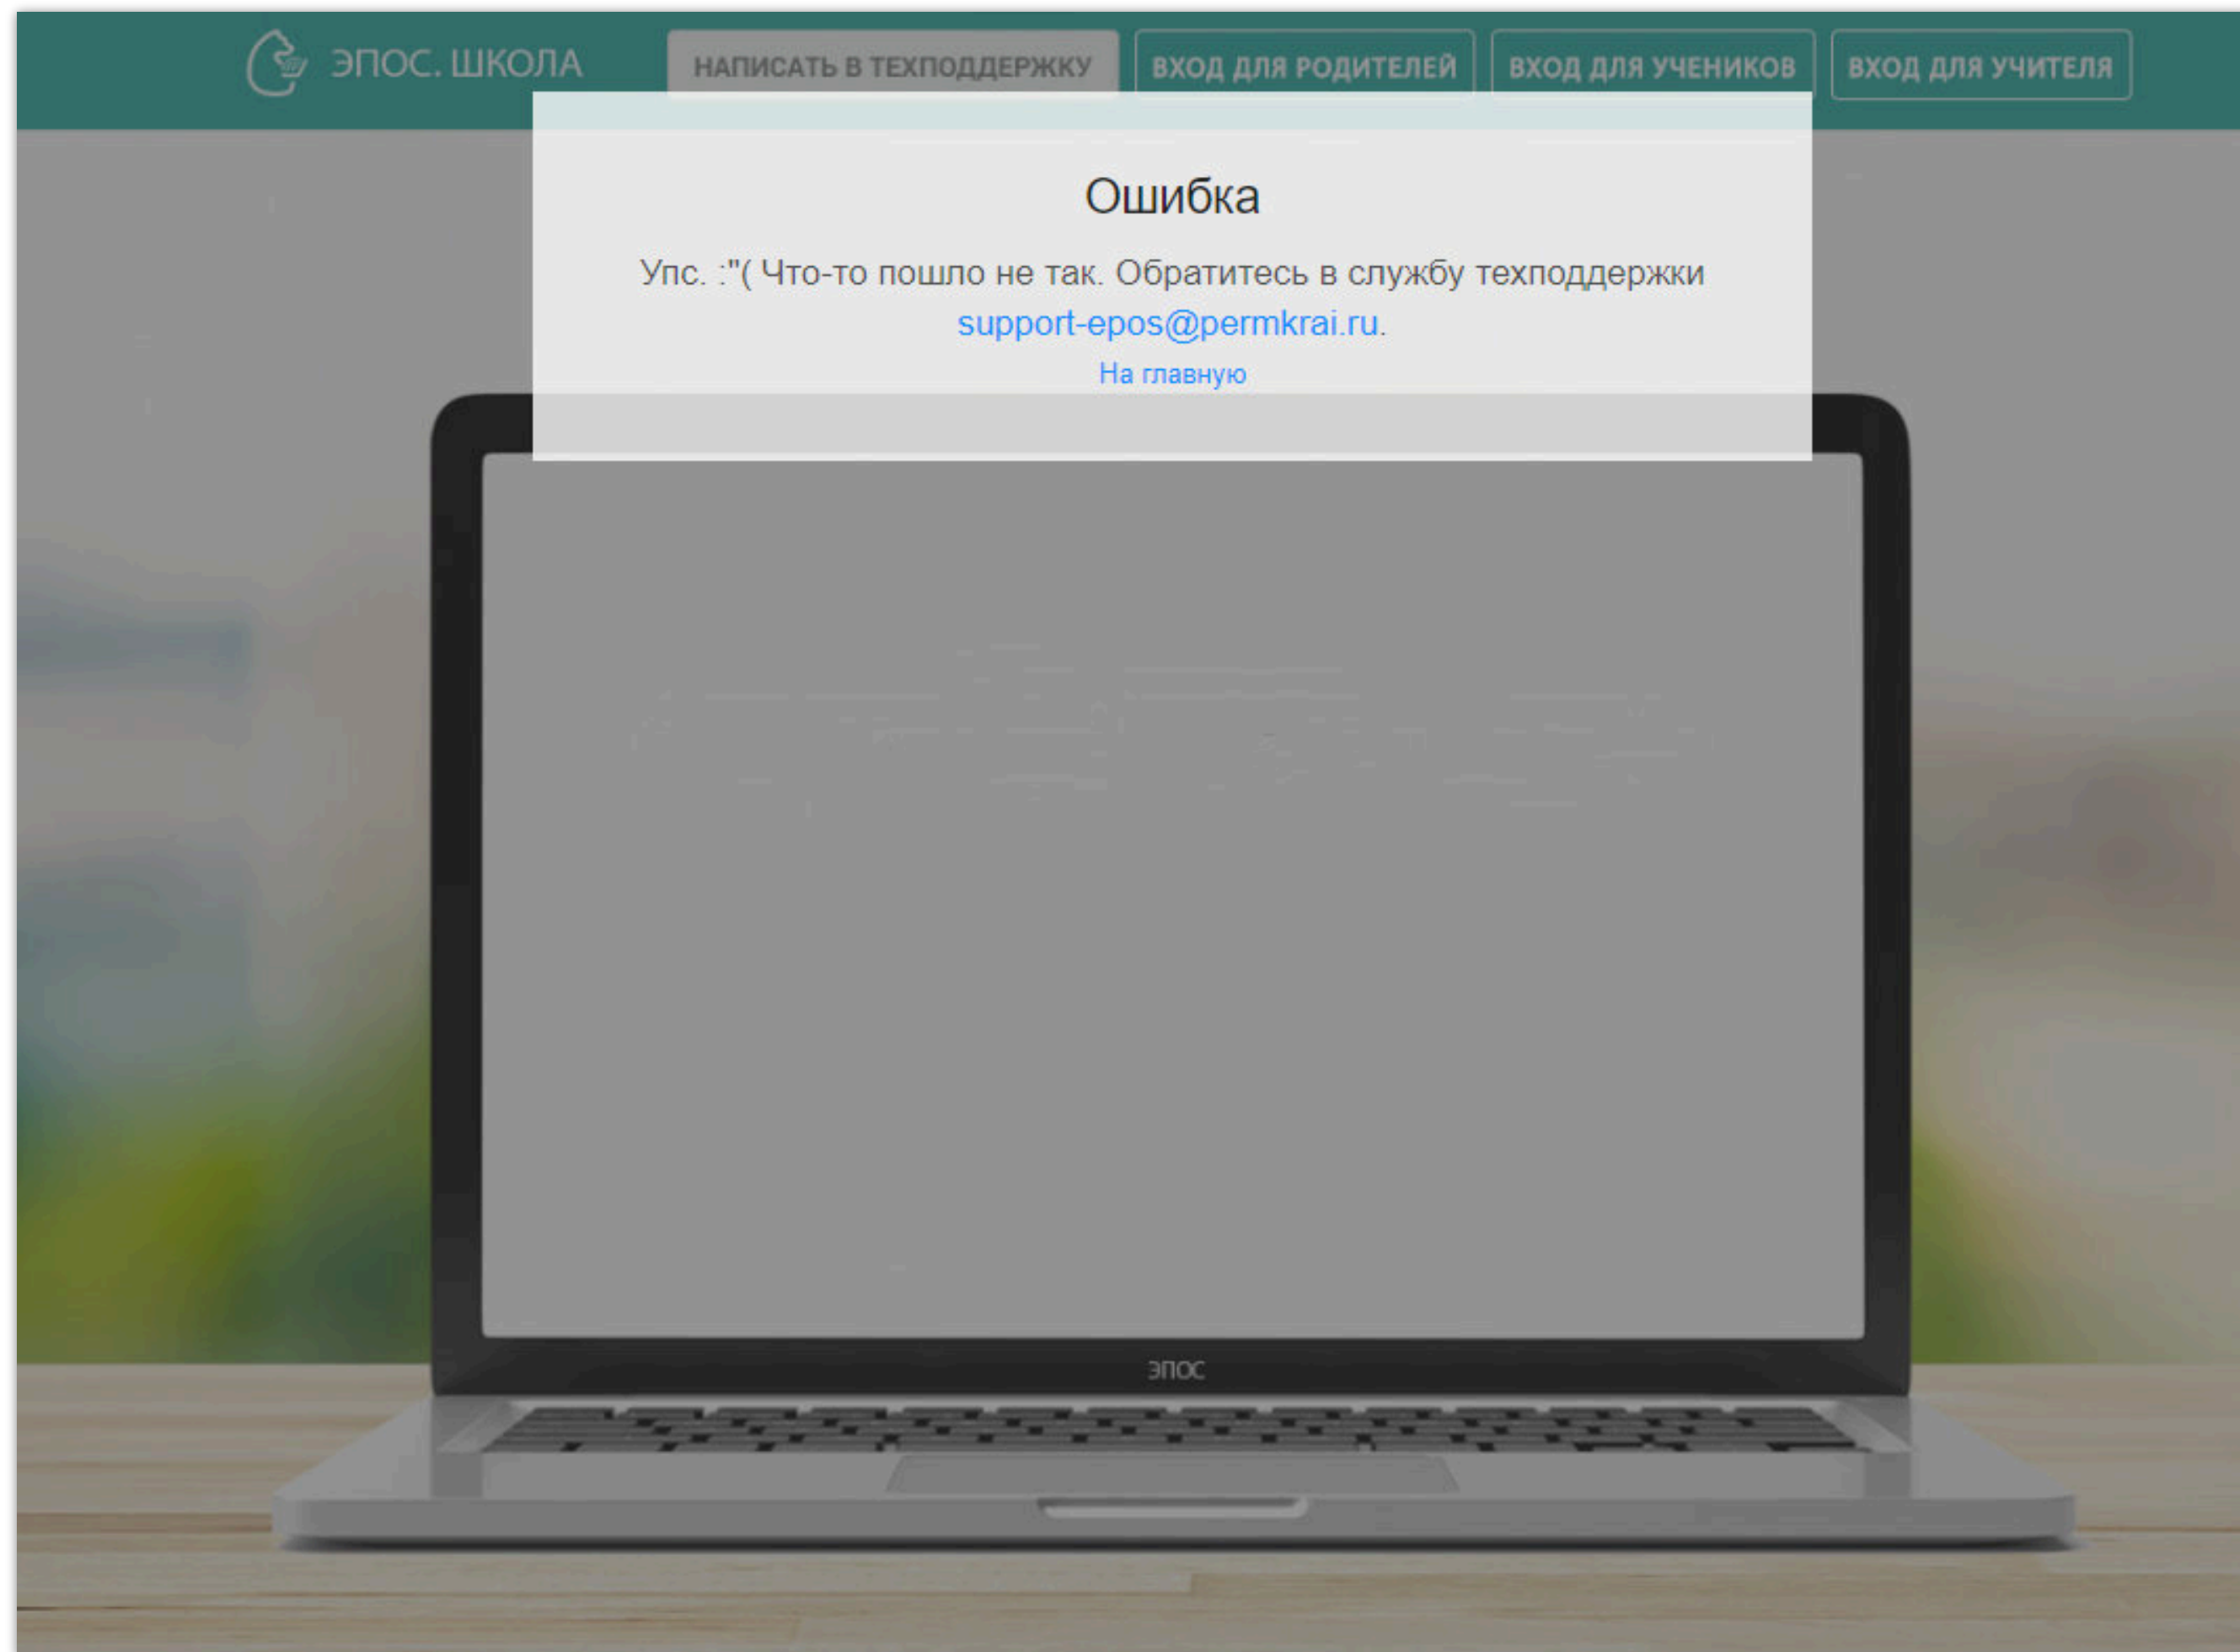 ЭПОС. ШКОЛА
НАПИСАТЬ В ТЕХПОДДЕРЖКУ
ВХОД ДЛЯ РОДИТЕЛЕЙ
ВХОД ДЛЯ УЧЕНИКОВ
ВХОД ДЛЯ УЧИТЕЛЯ
Ошибка
Упс. :"( Что-то пошло не так. Обратитесь в службу техподдержки
support-epos@permkrai.ru.
На главную
ЭПОС